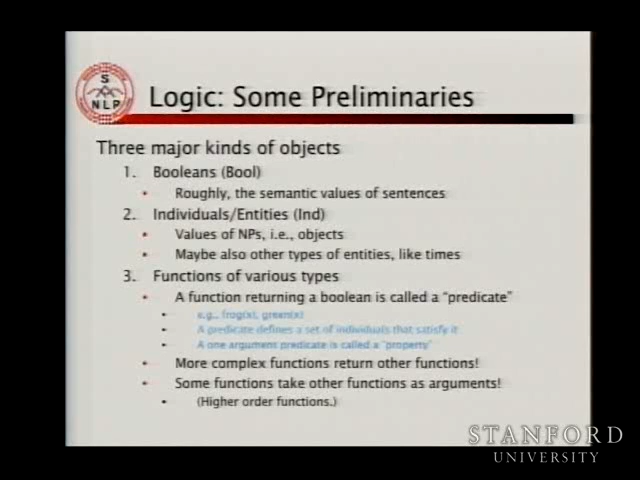 S
NLP
Logic: Some Preliminaries
Three major kinds of objects
1. Booleans (Bool)
• Roughly, the semantic values of sentences
2. Individuals/Entities (Ind)
• Values of NPs, i.e., objects
• Maybe also other types of entities, like times
3. Functions of various types
• A function returning a boolean is called a “predicate”
• e.g., frog(x), green(x)
• A predicate defines a set of individuals that satisfy it
• A one argument predicate is called a “property”
• More complex functions return other functions!
• Some functions take other functions as arguments!
• (Higher order functions.)
STANFORD
UNIVERSITY